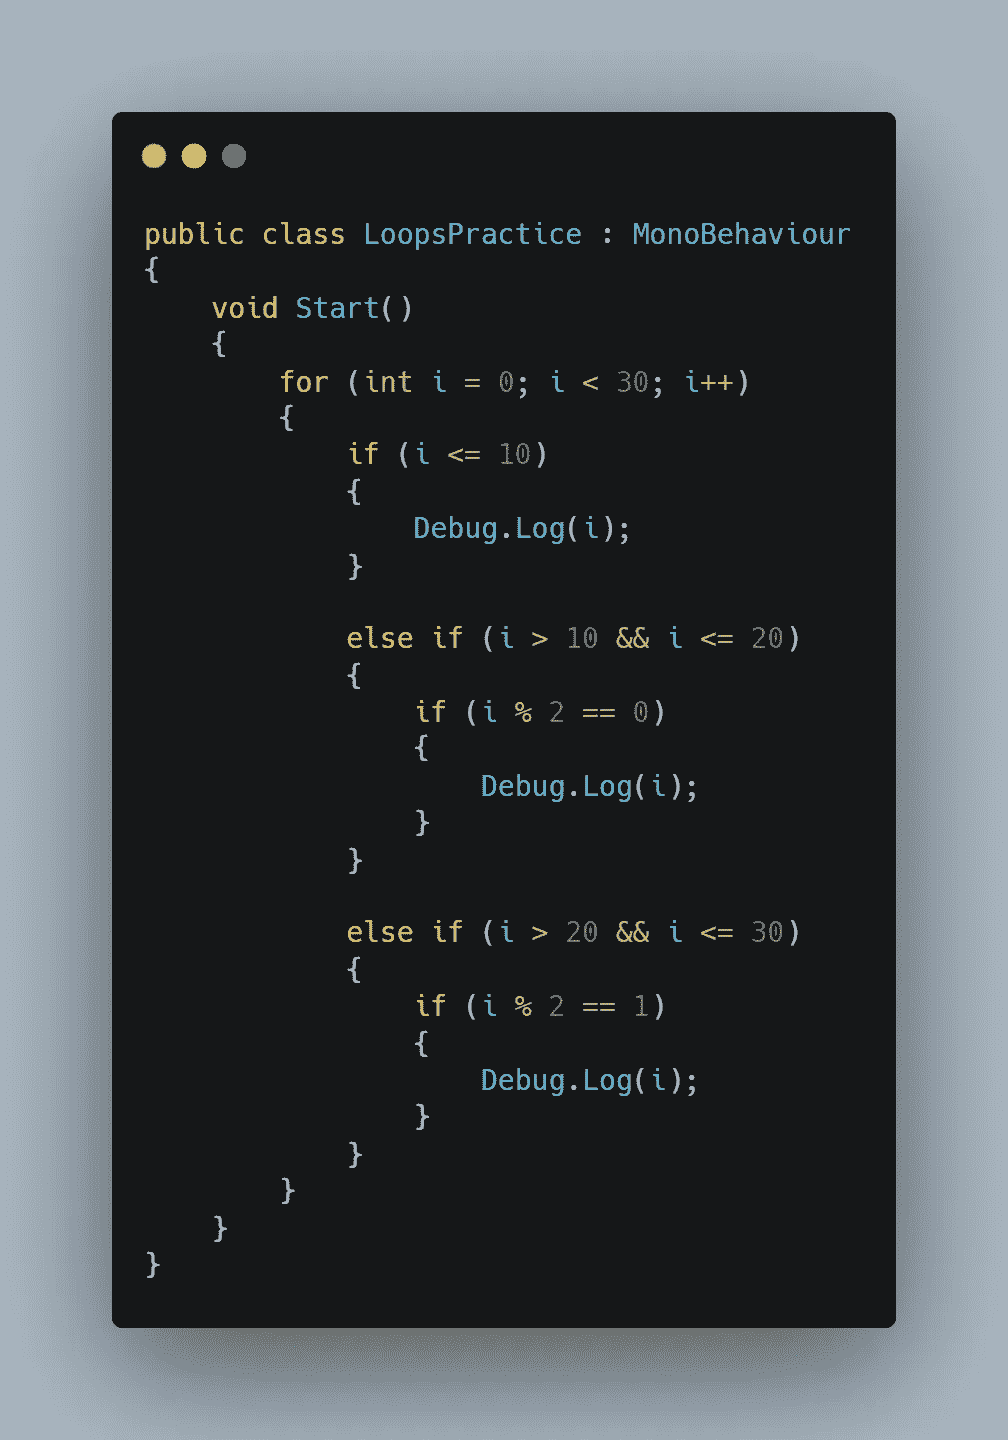 public class LoopsPractice : MonoBehaviour
{
    void Start()
    {
        for (int i = 0; i < 30; i++)
        {
            if (i <= 10)
            {
                Debug.Log(i);
            }

            else if (i > 10 && i <= 20)
            {
                if (i % 2 == 0)
                {
                    Debug.Log(i);
                }
            }

            else if (i > 20 && i <= 30)
            {
                if (i % 2 == 1)
                {
                    Debug.Log(i);
                }
            }
        }
    }
}